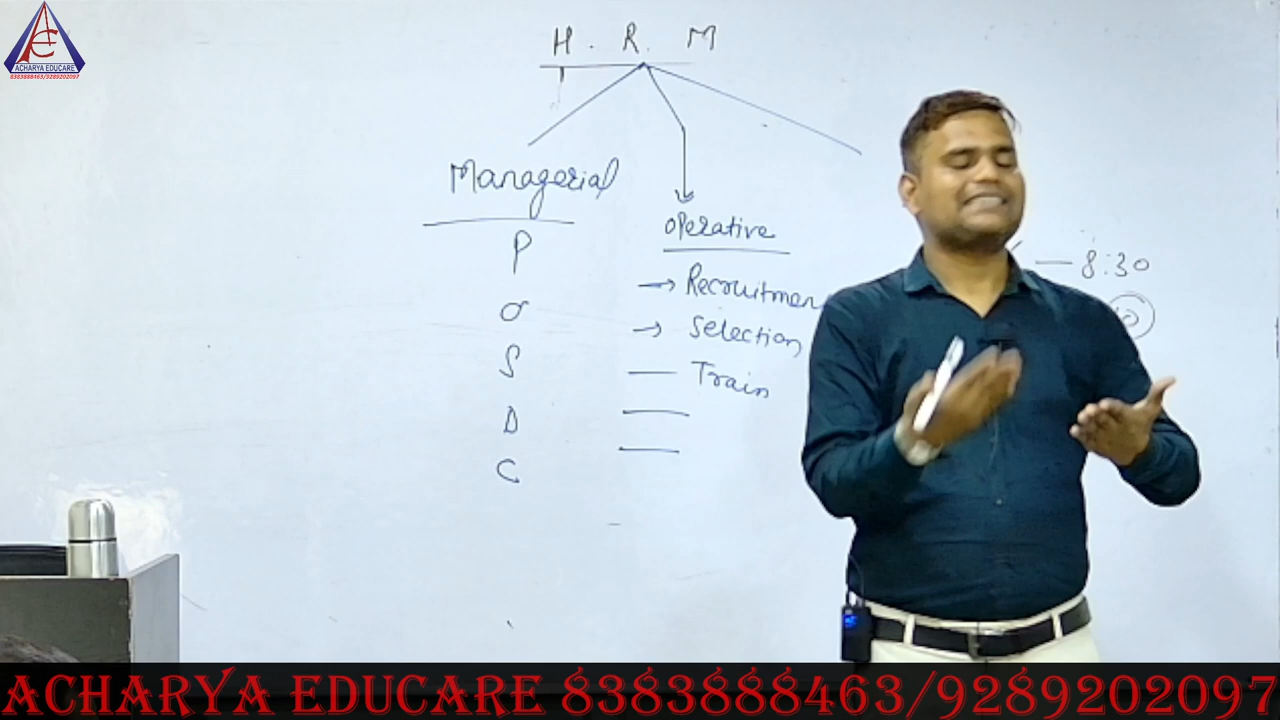 ACHARYA EDUCARE
8383888463/9289202097
H. R. M
Managerial
P
O
S
D
C
Operative
→ Recruitmen
→ Selection
— Train
— 8:30
ACHARYA EDUCARE 8383888463/9289202097